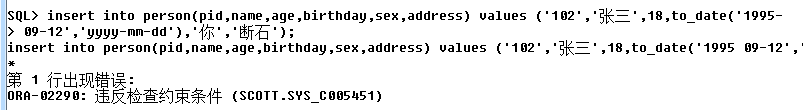 SQL> insert into person(pid,name,age,birthday,sex,address) values ('102','张三',18,to_date('1995-
> 09-12','yyyy-mm-dd'),'你','断石');
insert into person(pid,name,age,birthday,sex,address) values ('102','张三',18,to_date('1995 09-12','
*
第 1 行出现错误:
ORA-02290: 违反检查约束条件 (SCOTT.SYS_C005451)